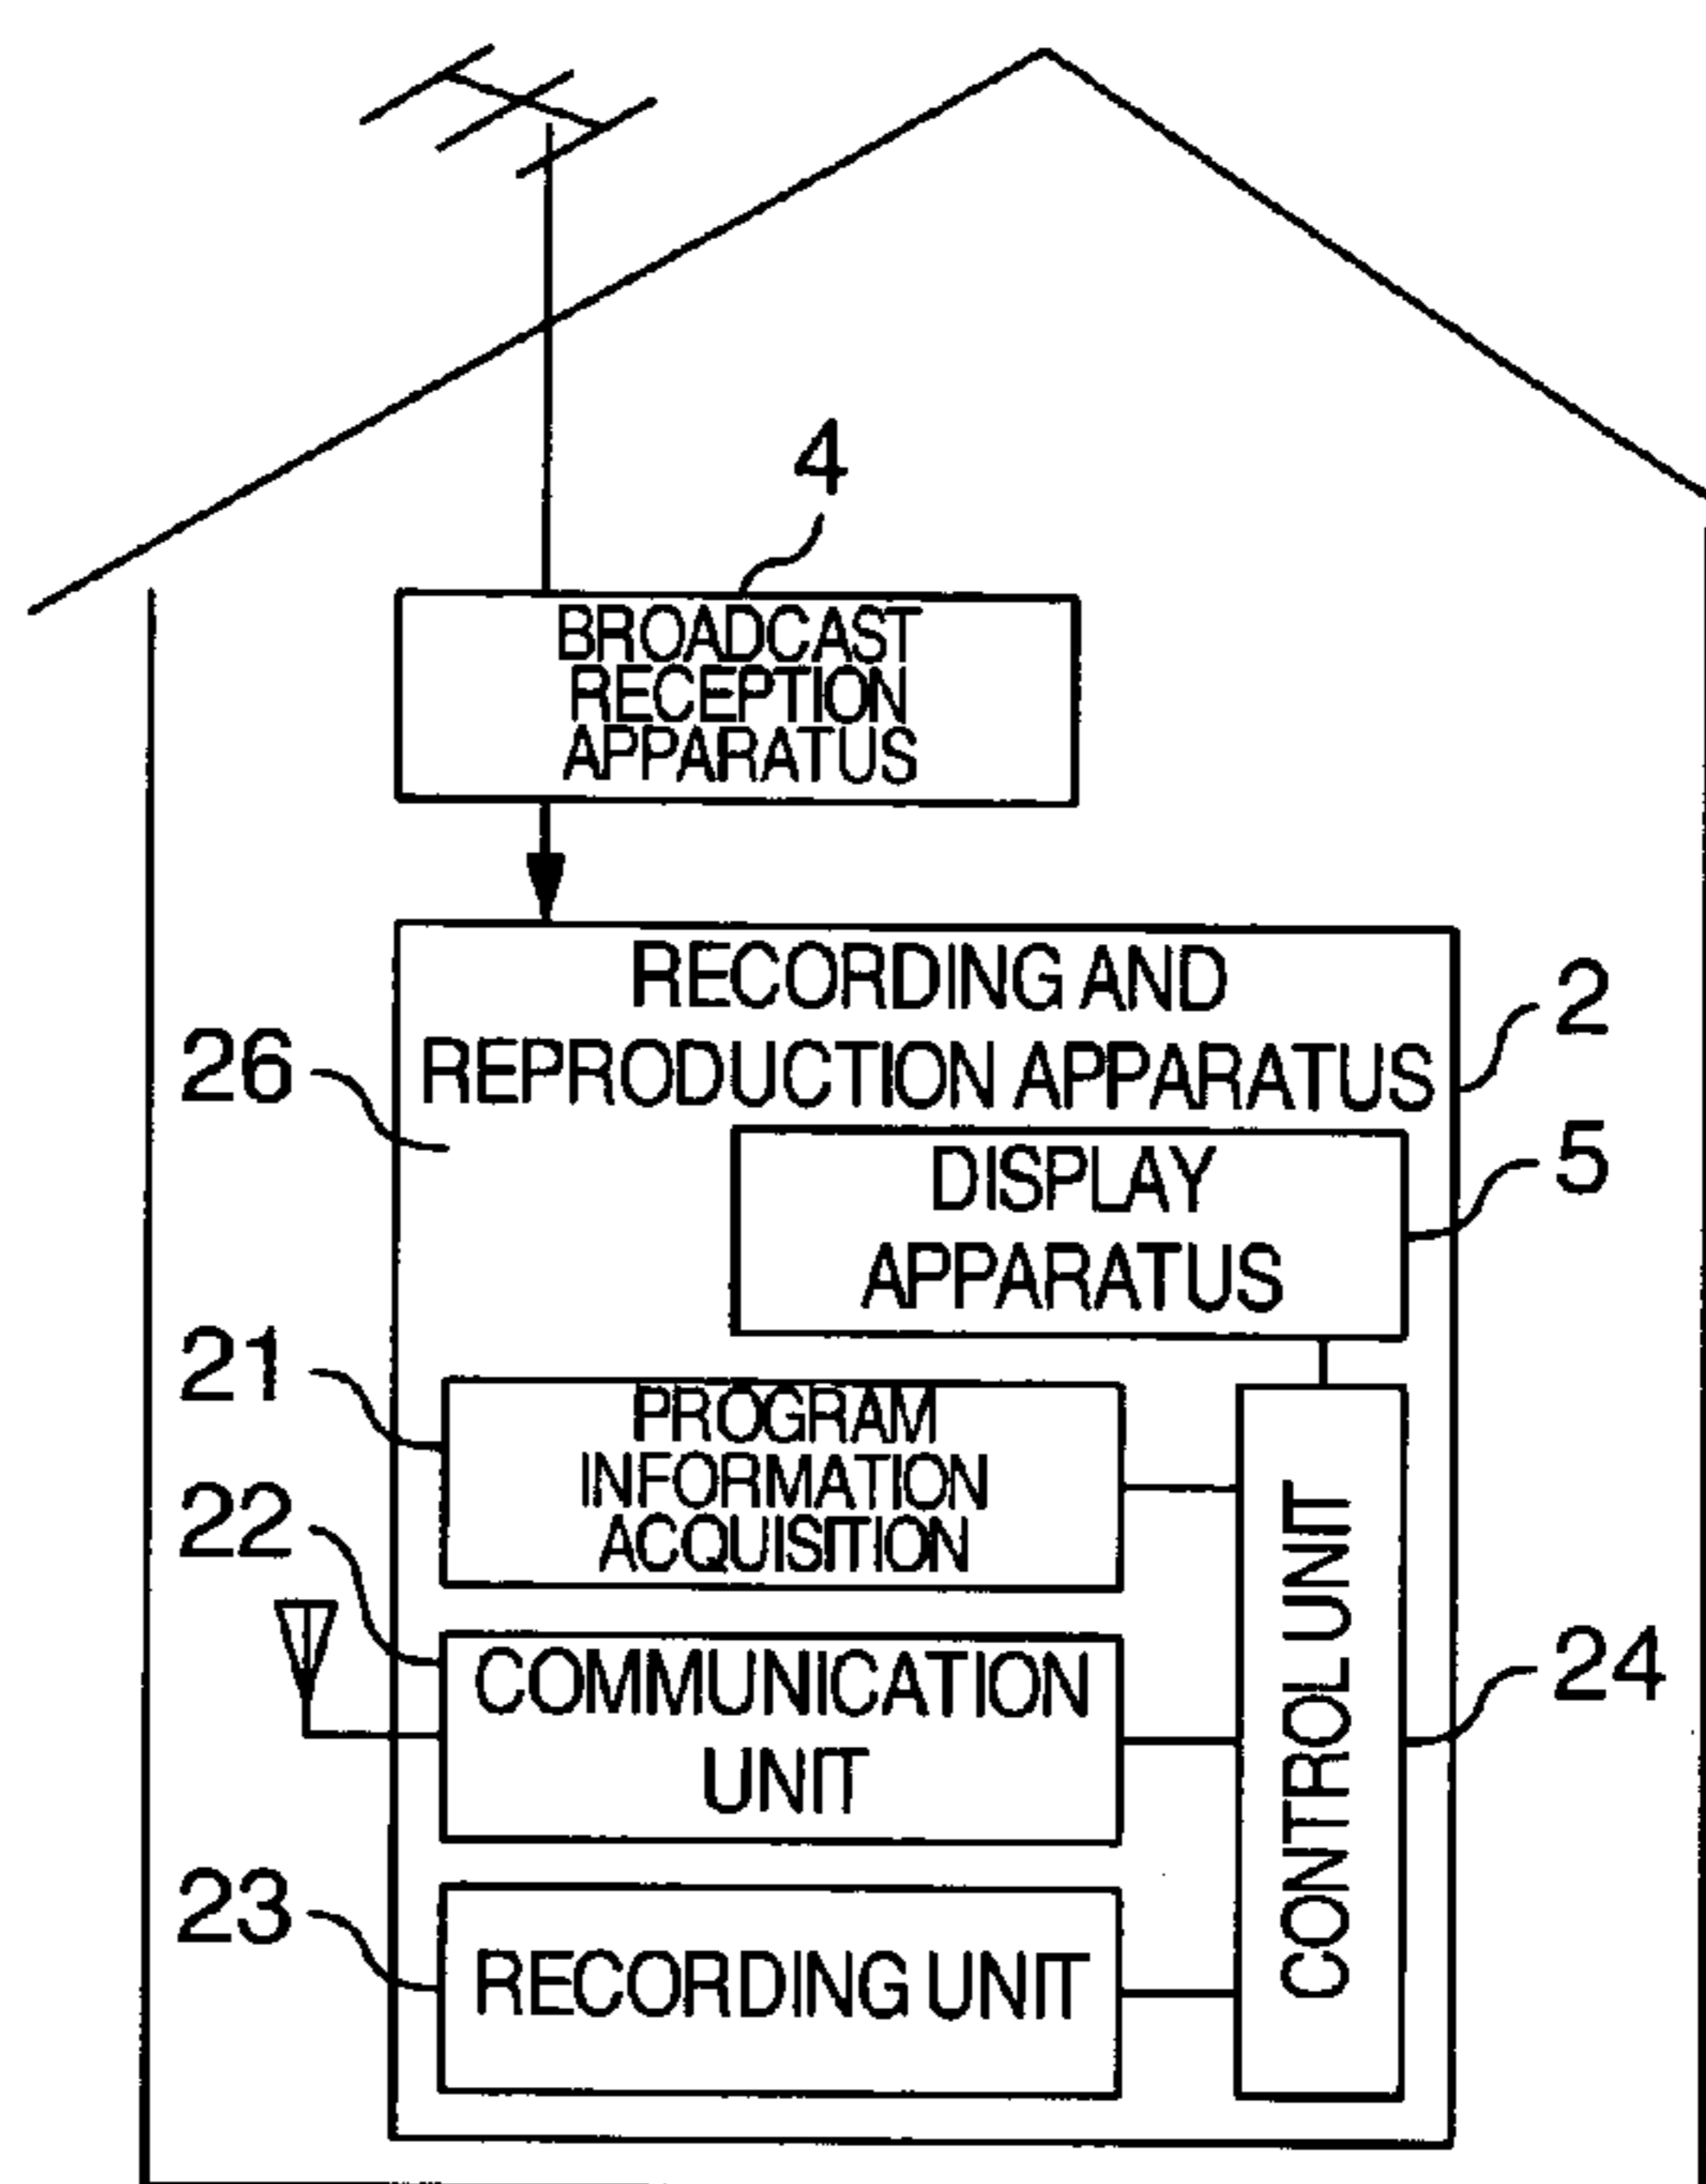 4
BROADCAST
RECEPTION
APPARATUS
RECORDING AND
REPRODUCTION APPARATUS
2
26
DISPLAY
APPARATUS
5
21
PROGRAM
INFORMATION
ACQUISITION
22
COMMUNICATION
UNIT
CONTROL UNIT
24
23
RECORDING UNIT